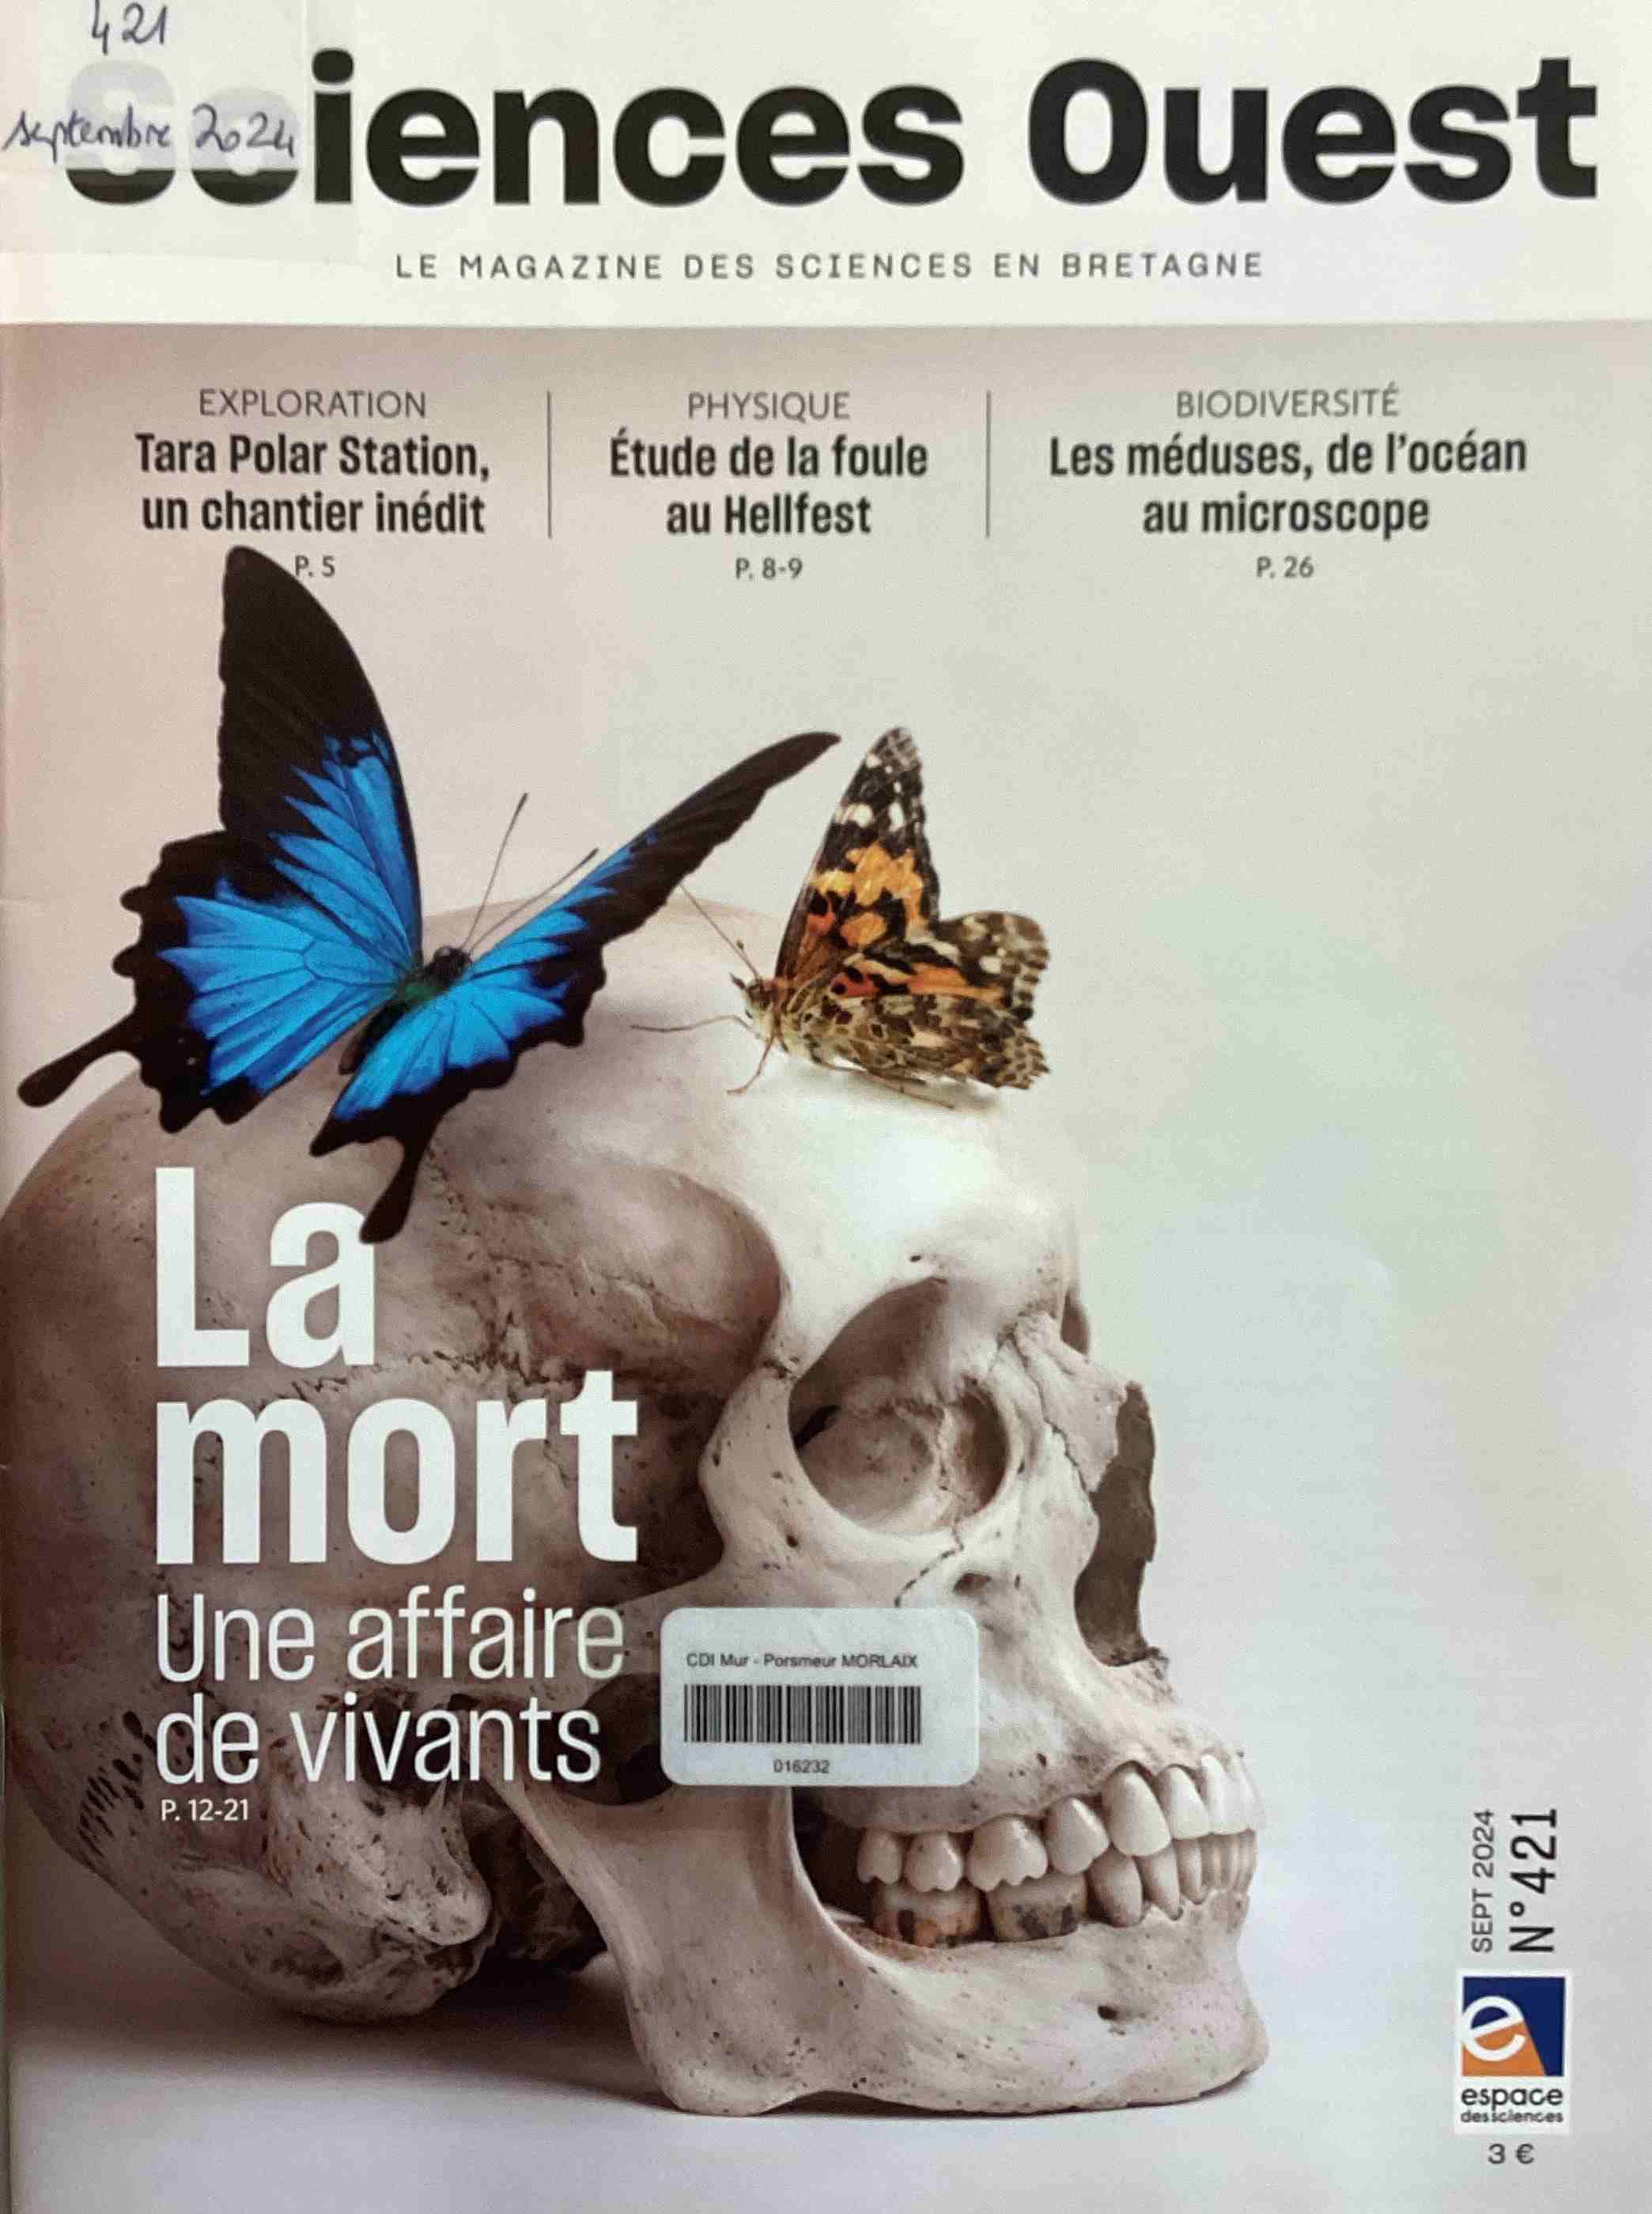 421
septembre 2024
Sciences Ouest
LE MAGAZINE DES SCIENCES EN BRETAGNE
EXPLORATION
Tara Polar Station,
un chantier inédit
P. 5
PHYSIQUE
Étude de la foule
au Hellfest
P. 8-9
BIODIVERSITÉ
Les méduses, de l'océan
au microscope
P. 26
La
mort
Une affaire
de vivants
P. 12-21
CDI Mur - Porsmeur MORLAIX
016232
SEPT 2024
N°421
e
espace
des sciences
3 €